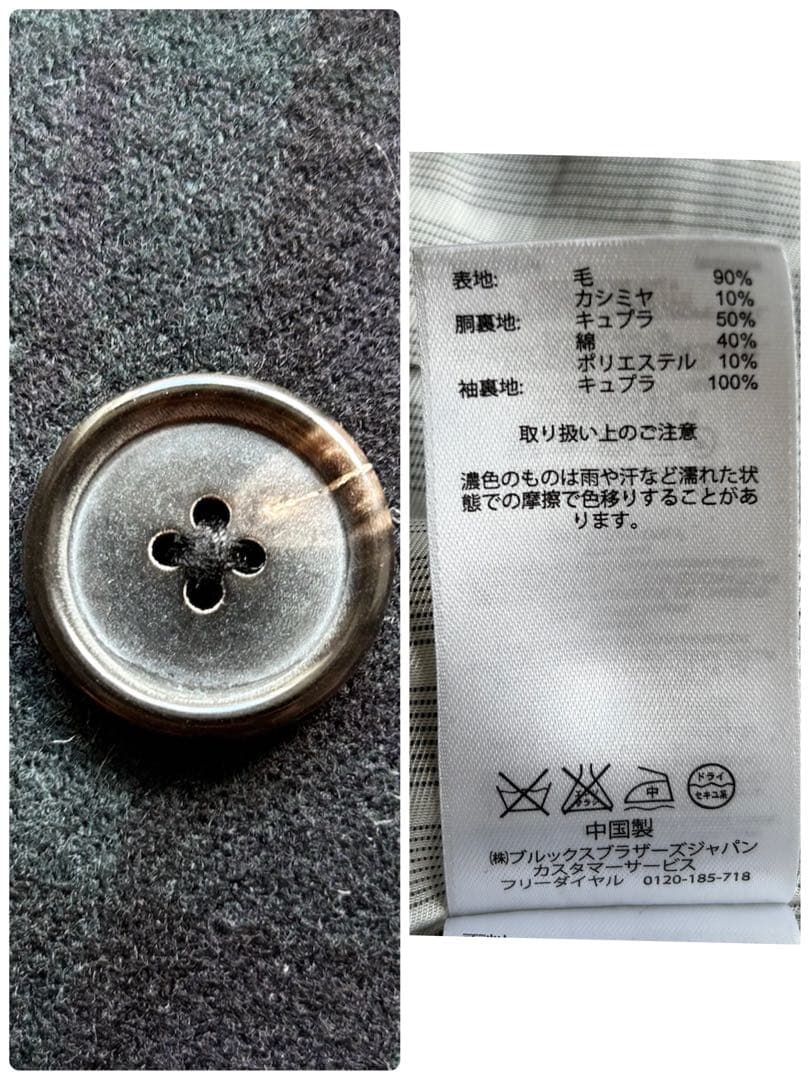 表地: 毛 90%
カシミヤ 10%
胴裏地: キュプラ 50%
綿 40%
ポリエステル 10%
袖裏地: キュプラ 100%
取り扱い上のご注意
濃色のものは雨や汗など濡れた状
態での摩擦で色移りすることがあ
ります。
中 ドライ セキユ系
中国製
㈱ブルックスブラザーズジャパン
カスタマーサービス
フリーダイヤル 0120-185-718